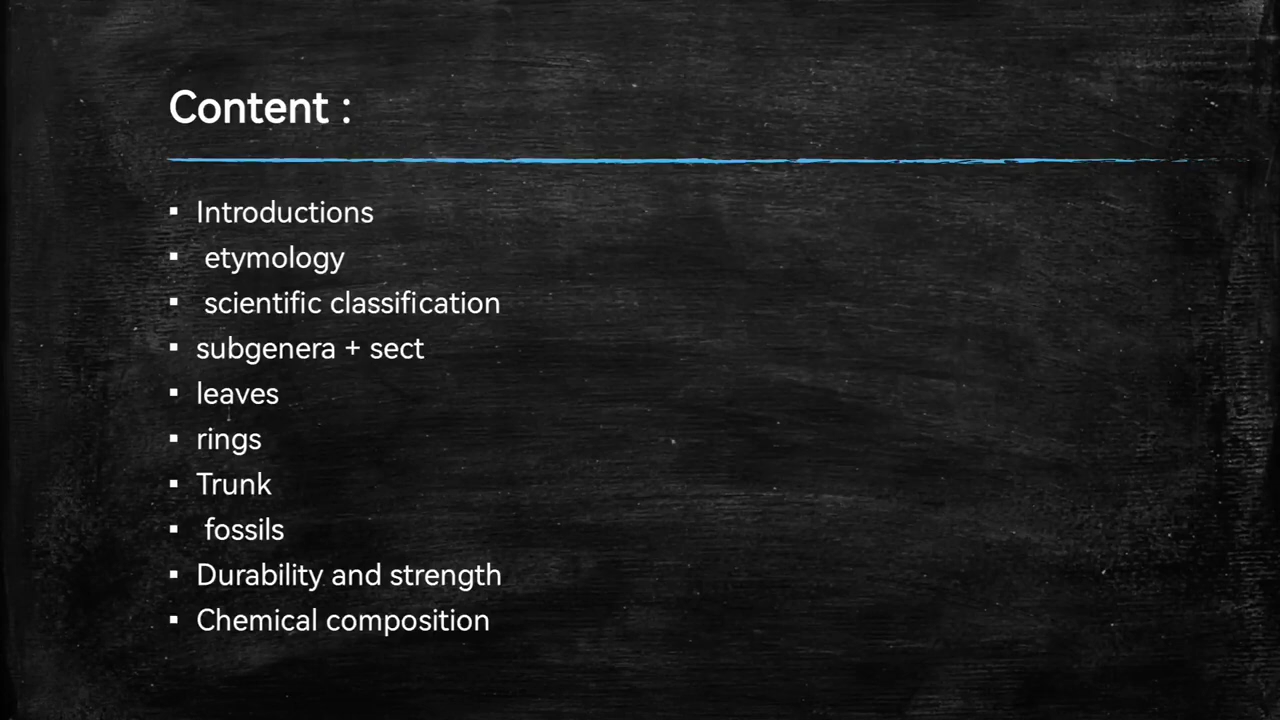 Content :
▪ Introductions
▪ etymology
▪ scientific classification
▪ subgenera + sect
▪ leaves
▪ rings
▪ Trunk
▪ fossils
▪ Durability and strength
▪ Chemical composition